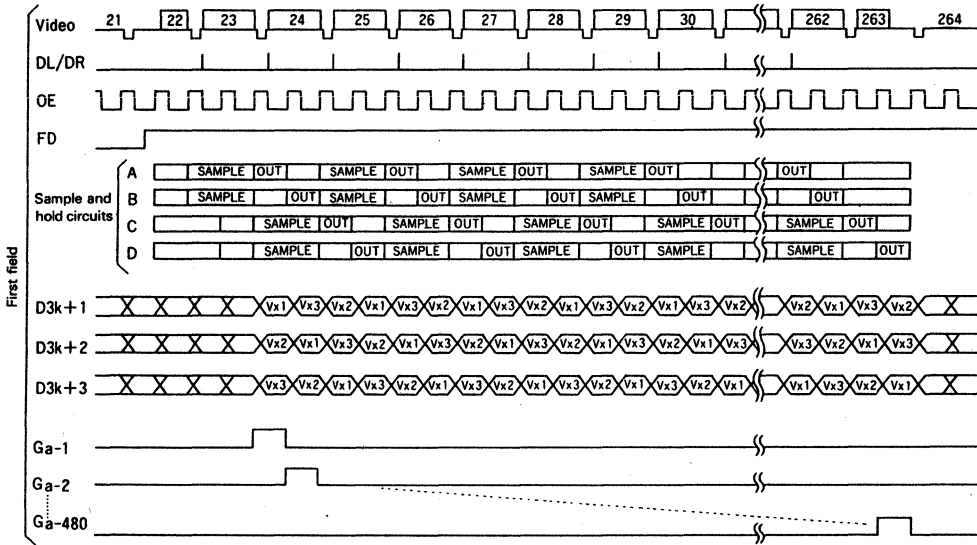 Video 21 22 23 24 25 26 27 28 29 30 262 263 264
DL/DR
OE
FD
First field
Sample and
hold circuits
A SAMPLE OUT SAMPLE OUT SAMPLE OUT SAMPLE OUT OUT
B SAMPLE OUT SAMPLE OUT SAMPLE OUT SAMPLE OUT OUT
C SAMPLE OUT SAMPLE OUT SAMPLE OUT SAMPLE OUT SAMPLE OUT
D SAMPLE OUT SAMPLE OUT SAMPLE OUT SAMPLE SAMPLE OUT
D3k+1 Vx1 Vx3 Vx2 Vx1 Vx3 Vx2 Vx1 Vx3 Vx2 Vx1 Vx3 Vx2 Vx1 Vx3 Vx2 Vx2 Vx1 Vx3 Vx2
D3k+2 Vx2 Vx1 Vx3 Vx2 Vx1 Vx3 Vx2 Vx1 Vx3 Vx2 Vx1 Vx3 Vx2 Vx1 Vx3 Vx3 Vx2 Vx1 Vx3
D3k+3 Vx3 Vx2 Vx1 Vx3 Vx2 Vx1 Vx3 Vx2 Vx1 Vx3 Vx2 Vx1 Vx3 Vx2 Vx1 Vx1 Vx3 Vx2 Vx1
Ga-1
Ga-2
Ga-480